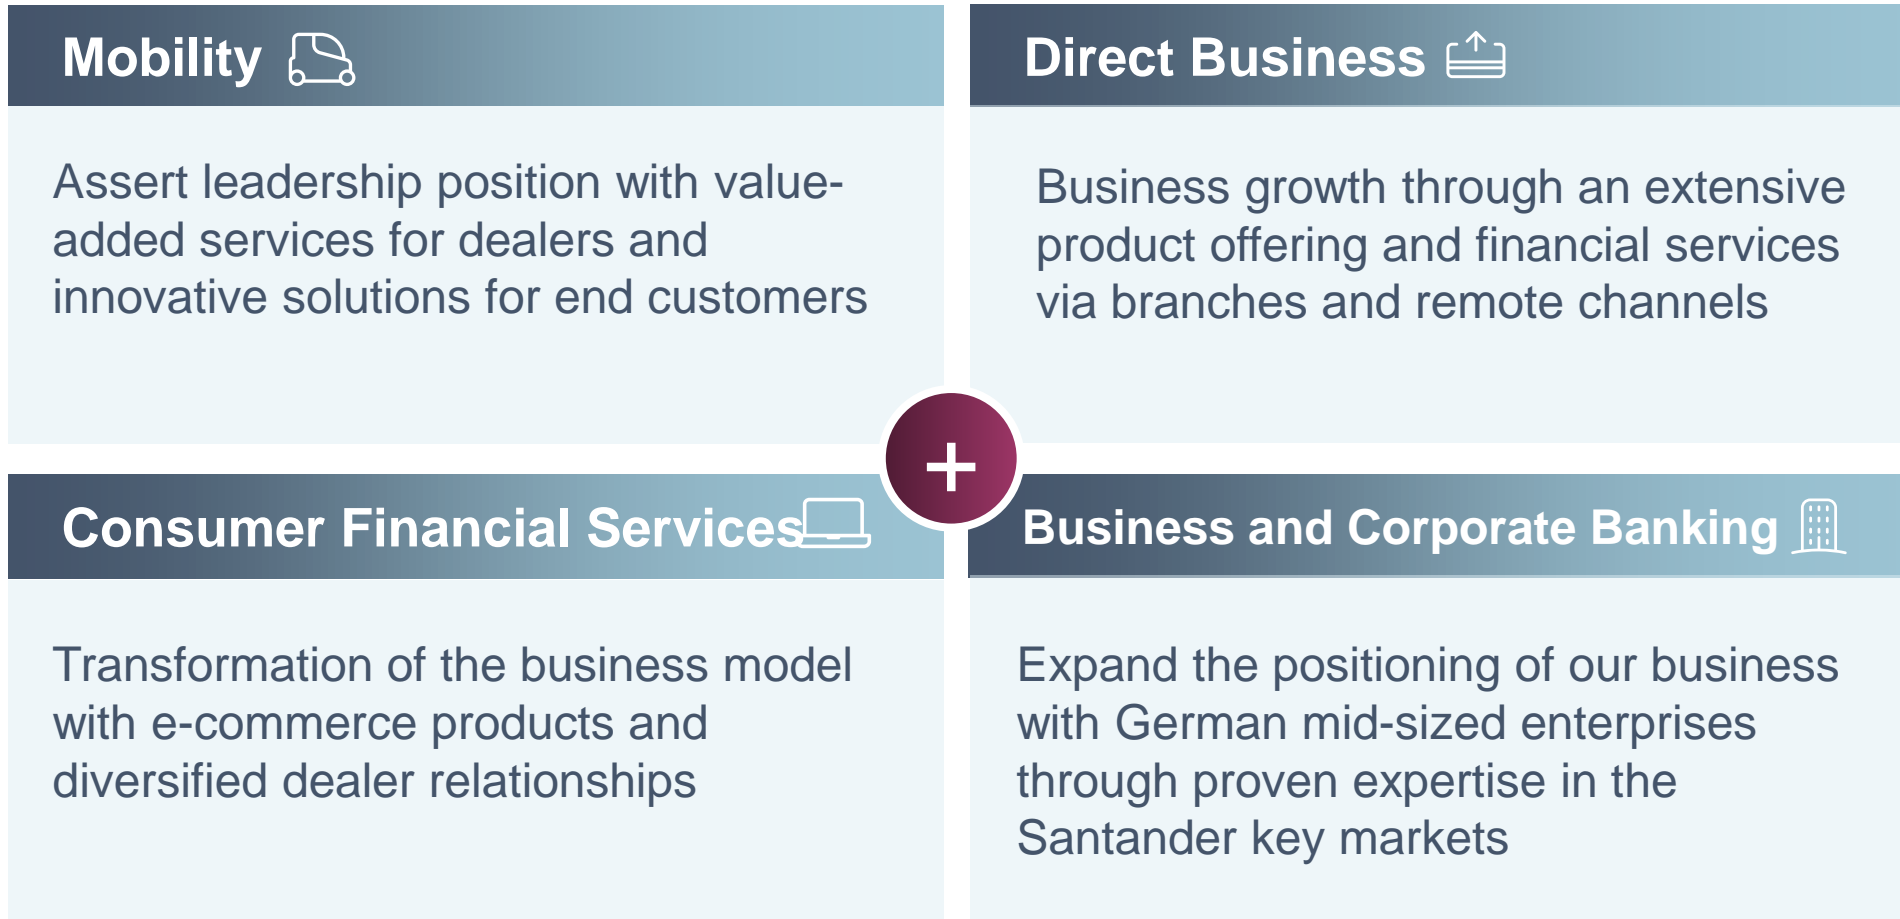 Mobility
Assert leadership position with value-
added services for dealers and
innovative solutions for end customers
Direct Business
Business growth through an extensive
product offering and financial services
via branches and remote channels
+
Consumer Financial Services
Transformation of the business model
with e-commerce products and
diversified dealer relationships
Business and Corporate Banking
Expand the positioning of our business
with German mid-sized enterprises
through proven expertise in the
Santander key markets